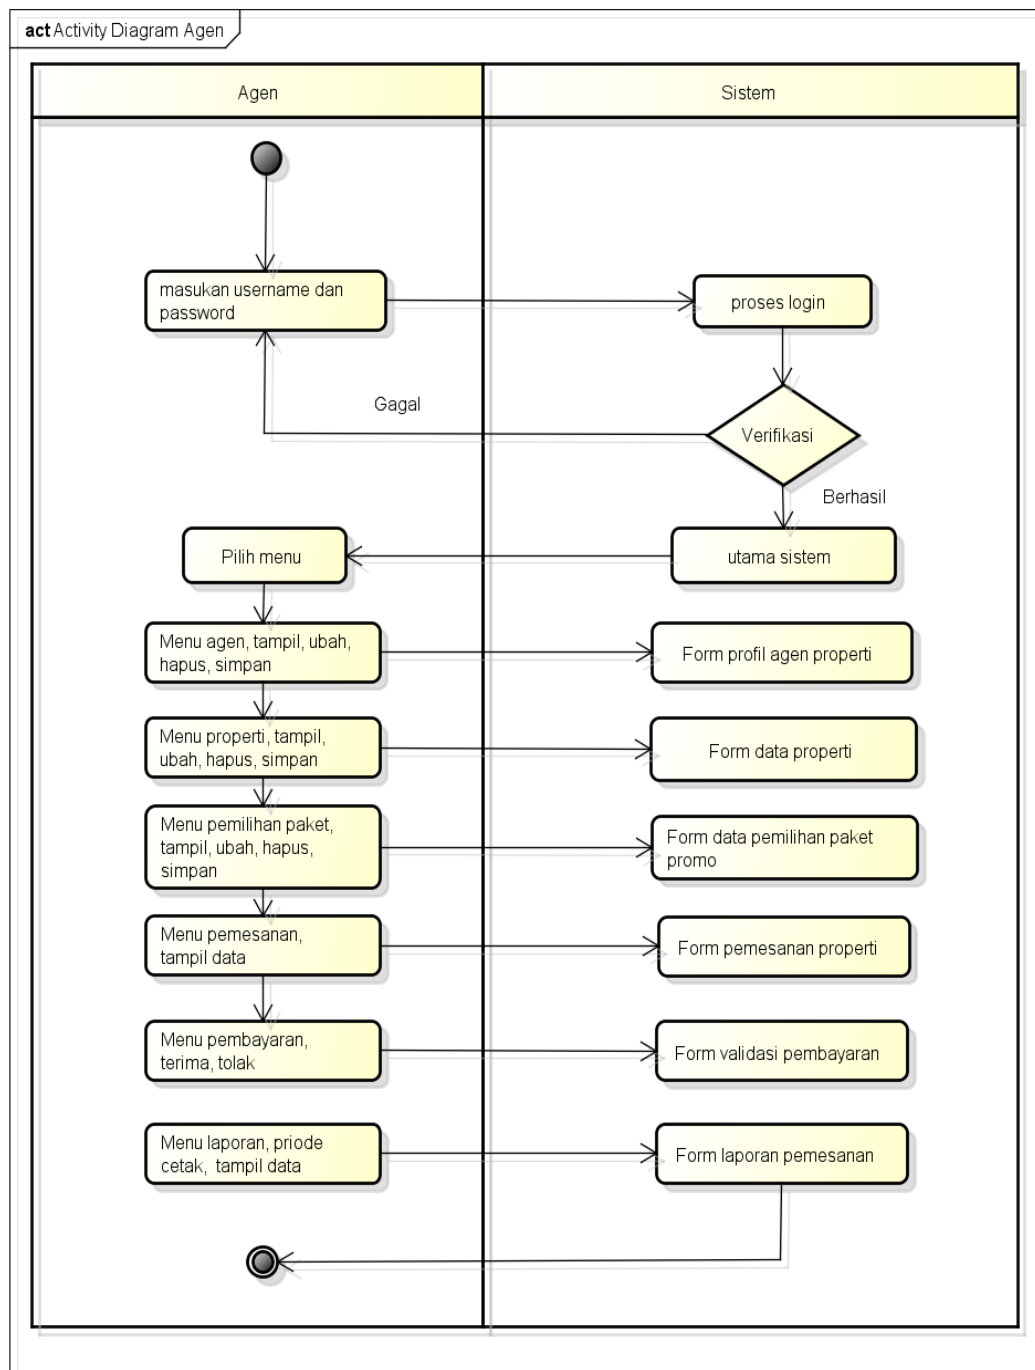 act Activity Diagram Agen
Agen
Sistem
masukan username dan
password
proses login
Gagal
Verifikasi
Berhasil
Pilih menu
utama sistem
Menu agen, tampil, ubah,
hapus, simpan
Form profil agen properti
Menu properti, tampil,
ubah, hapus, simpan
Form data properti
Menu pemilihan paket,
tampil, ubah, hapus,
simpan
Form data pemilihan paket
promo
Menu pemesanan,
tampil data
Form pemesanan properti
Menu pembayaran,
terima, tolak
Form validasi pembayaran
Menu laporan, priode
cetak, tampil data
Form laporan pemesanan